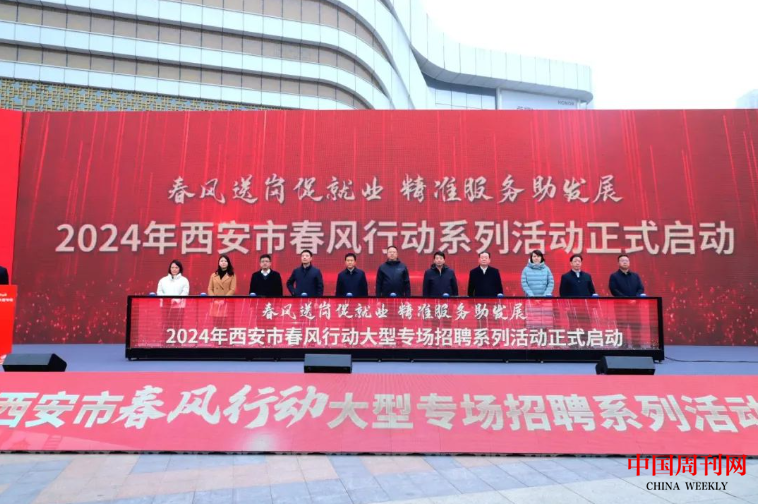 春风送岗促就业 精准服务助发展
2024年西安市春风行动系列活动正式启动
春风送岗促就业 精准服务助发展
2024年西安市春风行动大型专场招聘系列活动正式启动
西安市春风行动大型专场招聘系列活动
中国周刊网
CHINA WEEKLY